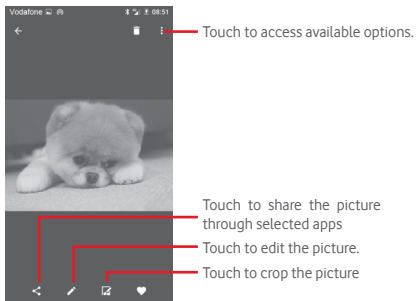 Vodafone 08:51
Touch to access available options.
Touch to share the picture
through selected apps
Touch to edit the picture.
Touch to crop the picture